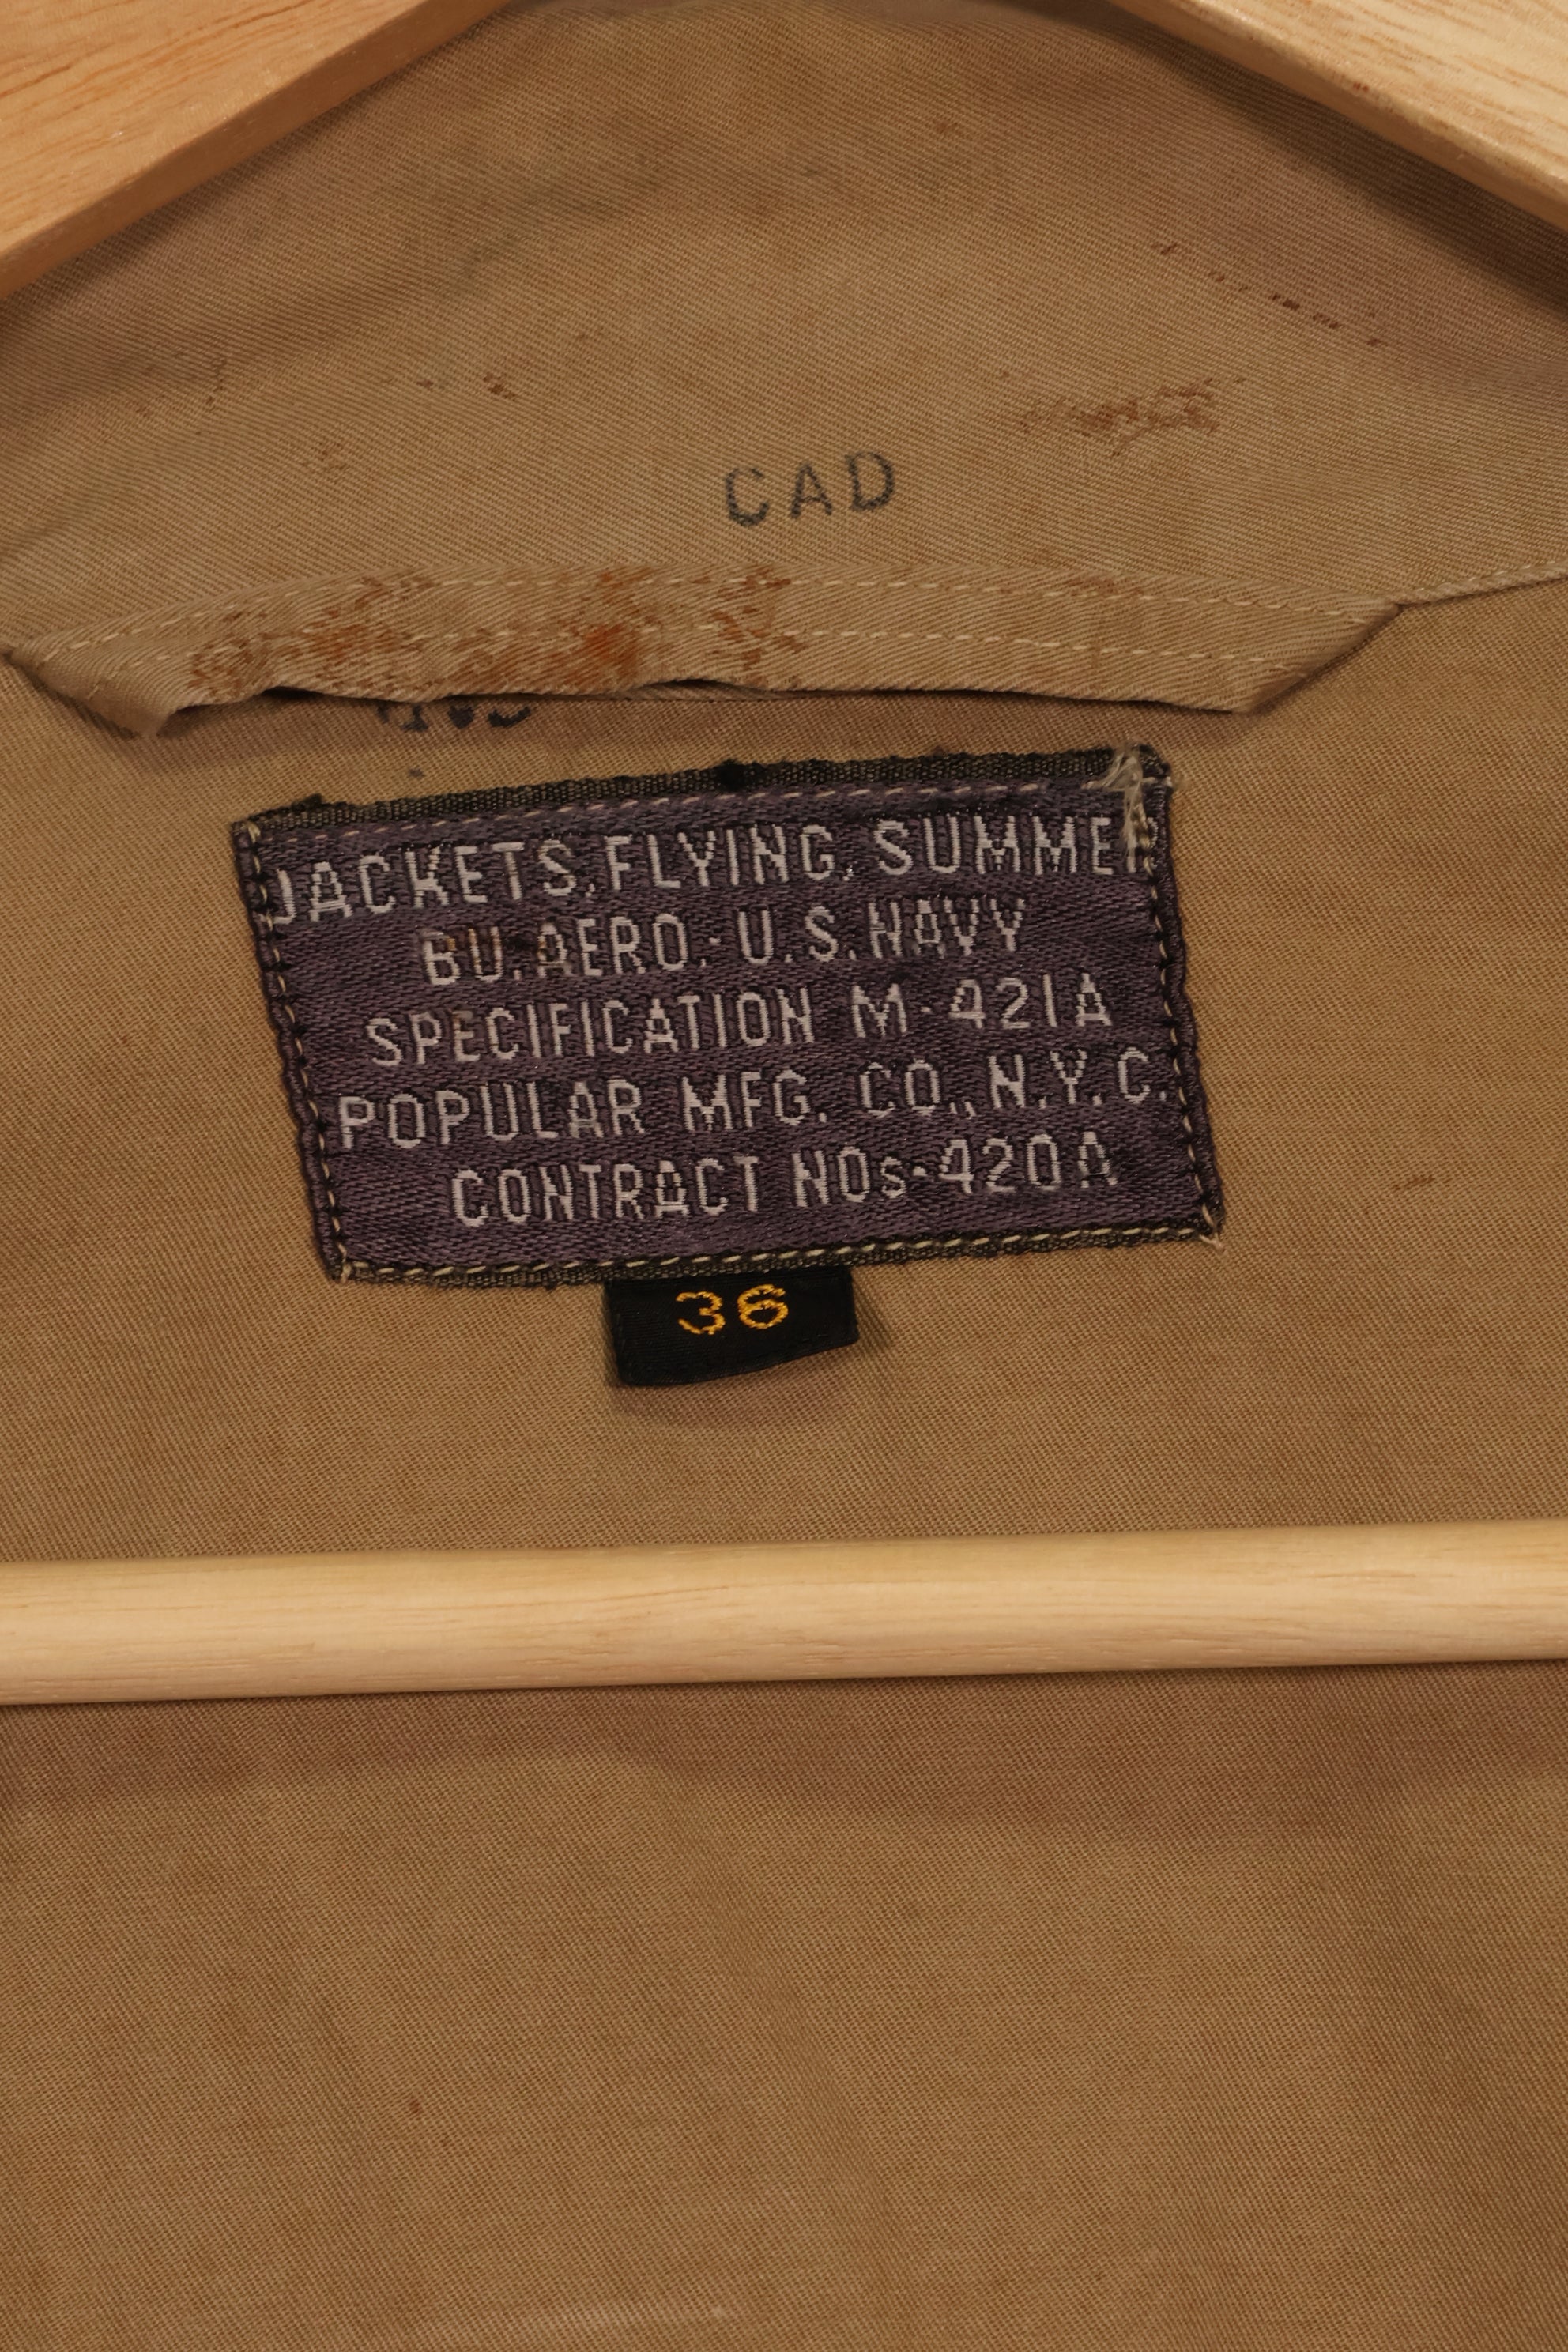 CAD
JACKETS, FLYING, SUMMER
BU. AERO. - U.S. NAVY
SPECIFICATION M-421A
POPULAR MFG. CO., N.Y.C.
CONTRACT NOs-420A
36